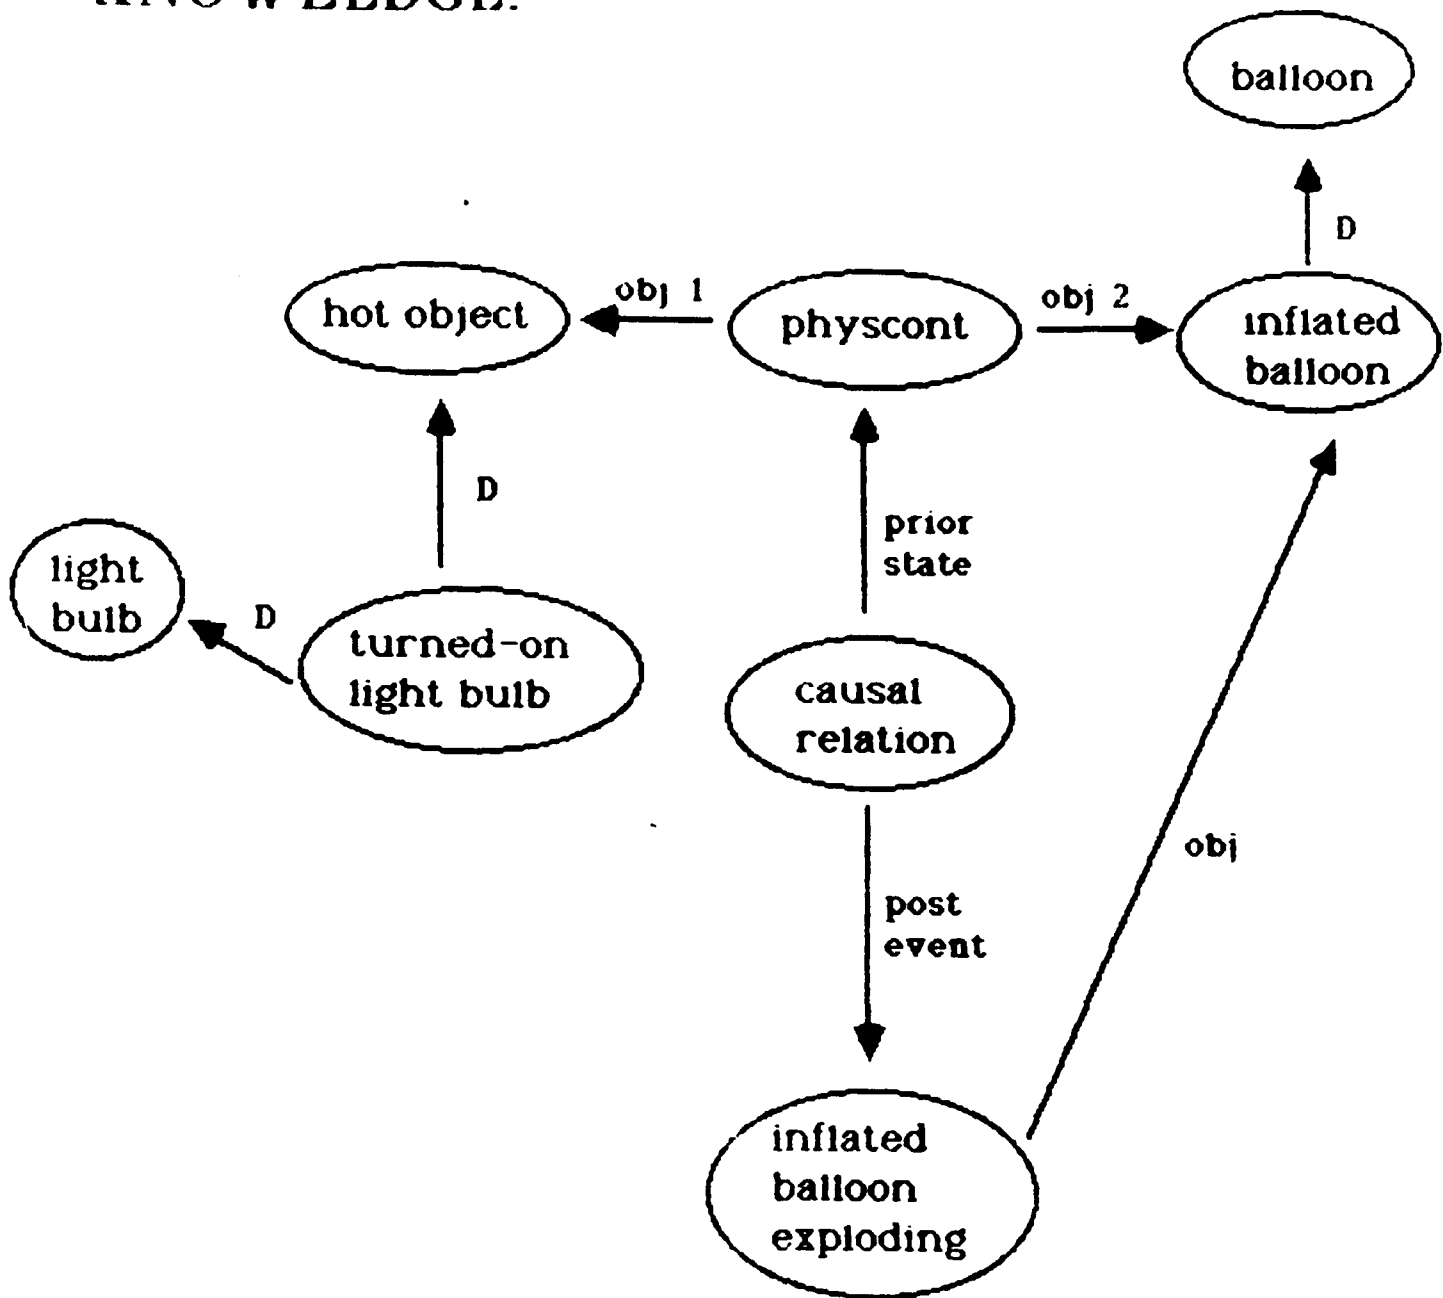 KNOWLEDGE:
balloon
D
hot object
obj 1
physcont
obj 2
inflated
balloon
D
prior
state
light
bulb
D
turned-on
light bulb
causal
relation
obj
post
event
inflated
balloon
exploding